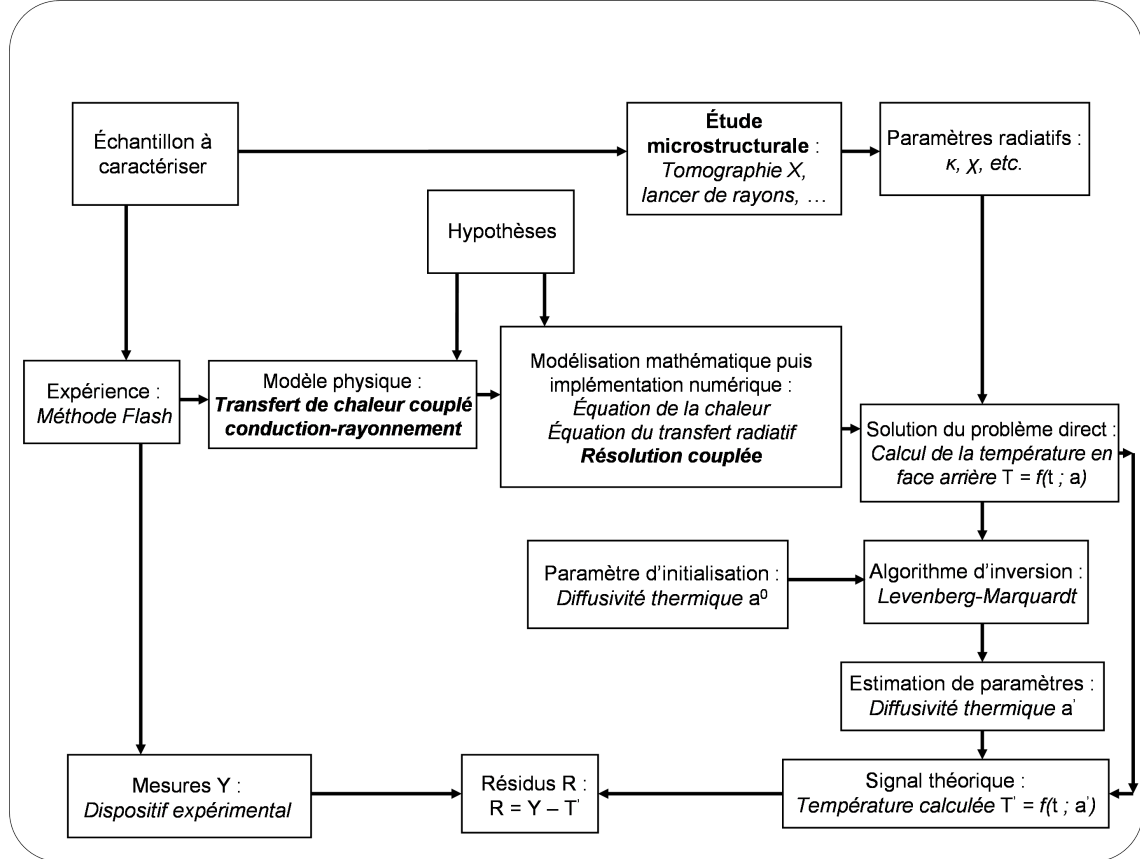 Échantillon à
caractériser
Étude
microstructurale :
Tomographie X,
lancer de rayons, …
Paramètres radiatifs :
κ, χ, etc.
Hypothèses
Expérience :
Méthode Flash
Modèle physique :
Transfert de chaleur couplé
conduction-rayonnement
Modélisation mathématique puis
implémentation numérique :
Équation de la chaleur
Équation du transfert radiatif
Résolution couplée
Solution du problème direct :
Calcul de la température en
face arrière T = f(t ; a)
Paramètre d’initialisation :
Diffusivité thermique a⁰
Algorithme d’inversion :
Levenberg-Marquardt
Estimation de paramètres :
Diffusivité thermique a’
Mesures Y :
Dispositif expérimental
Résidus R :
R = Y – T’
Signal théorique :
Température calculée T’ = f(t ; a’)